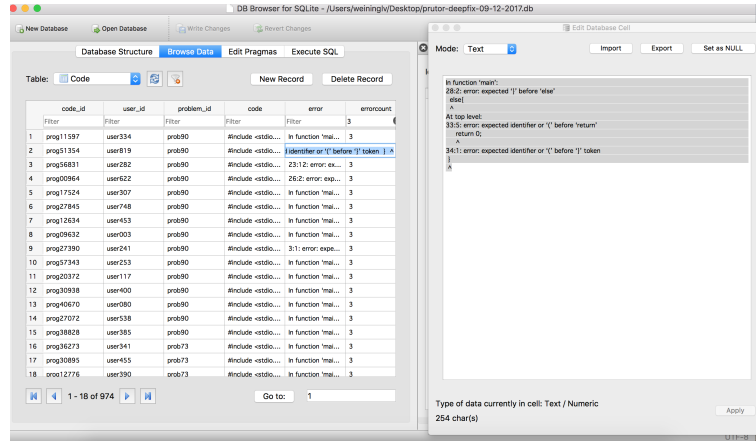 DB Browser for SQLite - /Users/weininglv/Desktop/prutor-deepfix-09-12-2017.db
New Database Open Database Write Changes Revert Changes
Database Structure Browse Data Edit Pragmas Execute SQL
Table: Code New Record Delete Record
code_id user_id problem_id code error errorcount
Filter Filter Filter Filter Filter 3
1 prog11597 user334 prob90 #include <stdio.... In function 'mai... 3
2 prog51354 user819 prob90 #include <stdio.... l identifier or '(' before '}' token } ^
3 prog56831 user282 prob90 #include <stdio.... 23:12: error: ex... 3
4 prog00964 user622 prob90 #include <stdio.... 26:2: error: exp... 3
5 prog17524 user307 prob90 #include <stdio.... In function 'mai... 3
6 prog27845 user748 prob90 #include <stdio.... In function 'mai... 3
7 prog12634 user453 prob90 #include <stdio.... In function 'mai... 3
8 prog09632 user003 prob90 #include <stdio.... In function 'mai... 3
9 prog27390 user241 prob90 #include <stdio.... 3:1: error: expe... 3
10 prog57343 user253 prob90 #include <stdio.... In function 'mai... 3
11 prog20372 user117 prob90 #include <stdio.... In function 'mai... 3
12 prog30938 user400 prob90 #include <stdio.... In function 'mai... 3
13 prog40670 user080 prob90 #include <stdio.... In function 'mai... 3
14 prog27072 user538 prob90 #include <stdio.... In function 'mai... 3
15 prog38828 user385 prob90 #include <stdio.... In function 'mai... 3
16 prog36273 user341 prob73 #include <stdio.... In function 'mai... 3
17 prog30895 user455 prob73 #include <stdio.... In function 'mai... 3
18 prog12776 user390 prob73 #include <stdio.... In function 'mai... 3
1 - 18 of 974 Go to: 1
Edit Database Cell
Mode: Text Import Export Set as NULL
In function 'main':
28:2: error: expected '}' before 'else'
else{
^
At top level:
33:5: error: expected identifier or '(' before 'return'
return 0;
^
34:1: error: expected identifier or '(' before '}' token
}
^
Type of data currently in cell: Text / Numeric
254 char(s)
Apply
UTF-8